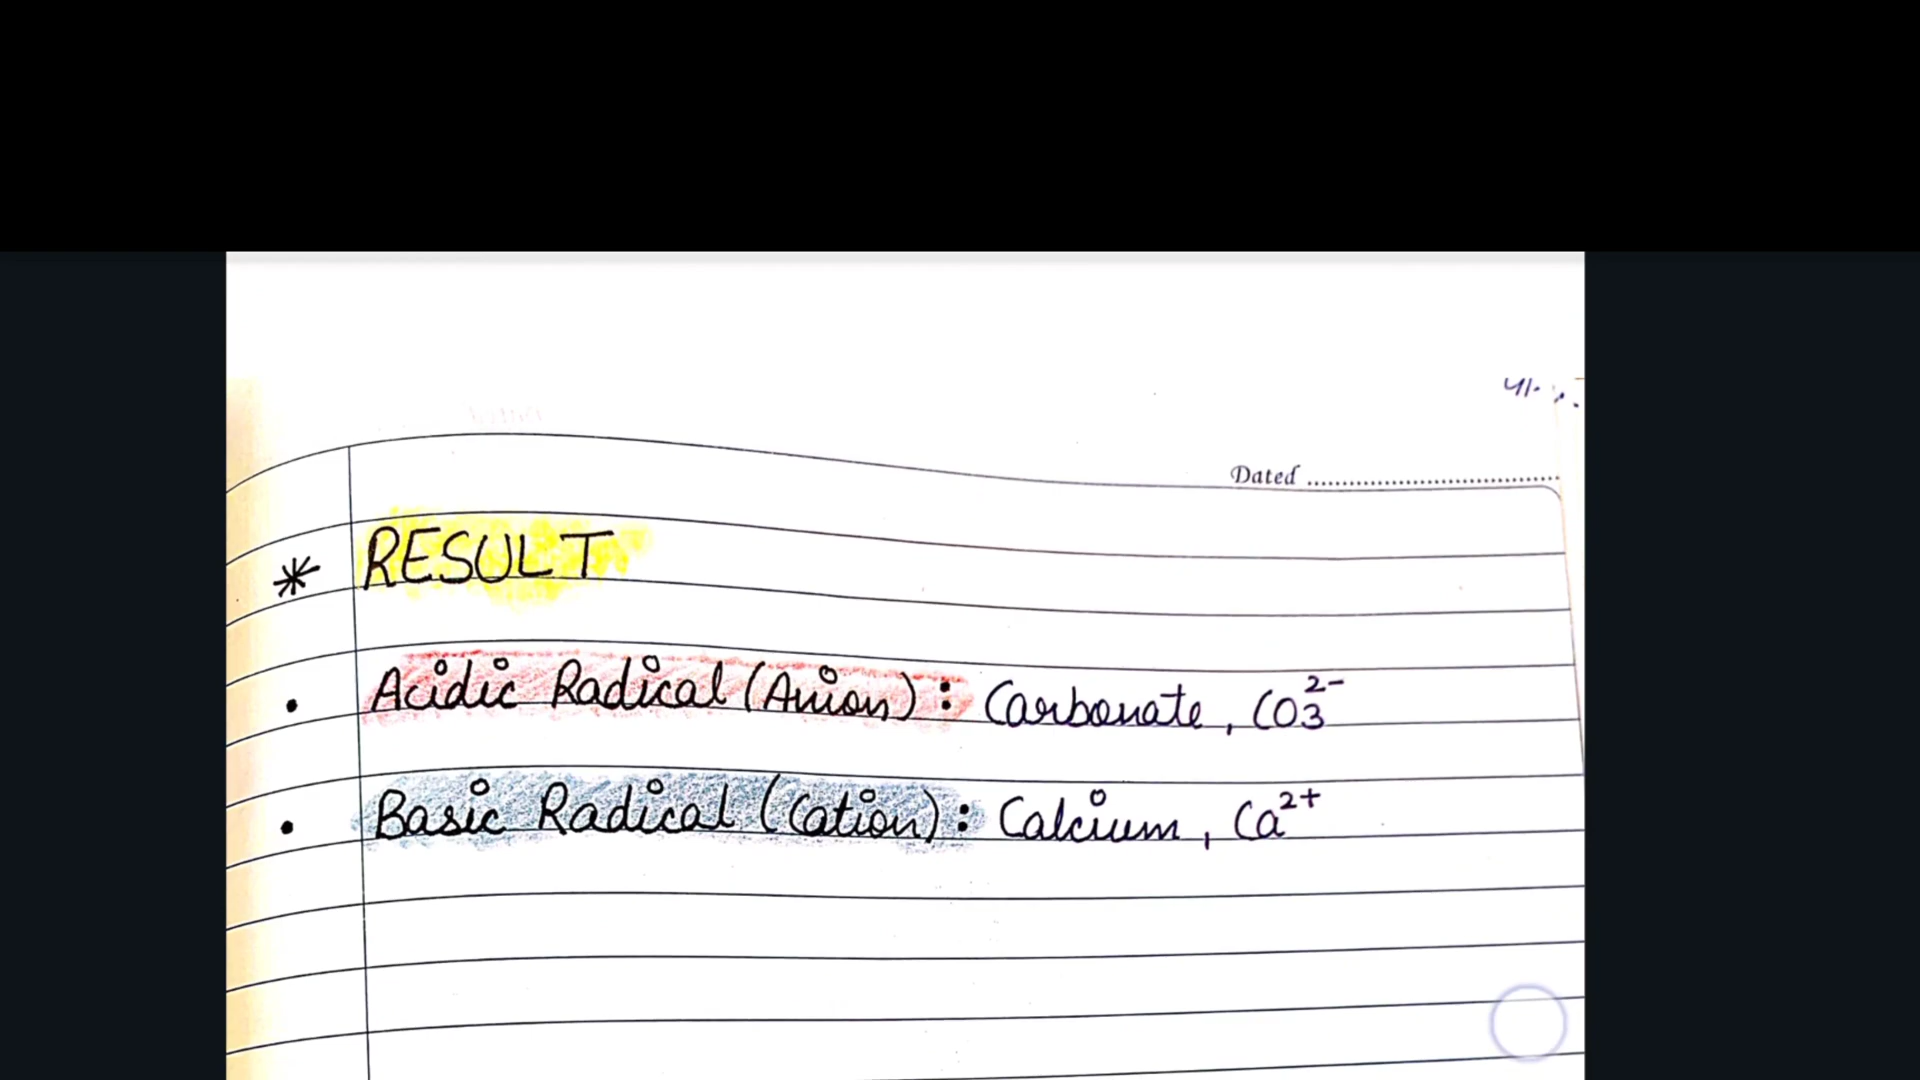 Dated
* RESULT
• Acidic Radical (Anion) : Carbonate, CO3 2-
• Basic Radical (Cation) : Calcium, Ca2+